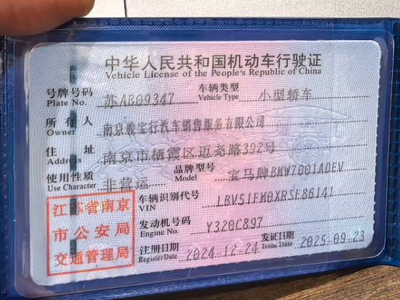 中华人民共和国机动车行驶证
Vehicle License of the People's Republic of China
号牌号码 苏AB09347 车辆类型 小型轿车
Plate No. Vehicle Type
所有人 南京骏宝行汽车销售服务有限公司
Owner
住址 南京市栖霞区迈老路392号
Address
使用性质 非营运 品牌型号 宝马牌BMW7001ADEV
Use Character Model
江苏省南京 车辆识别代号 LBV51FM0XRSE86141
VIN
市公安局 发动机号码 Y320C897
Engine No.
交通管理局 注册日期 2024-12-24 发证日期 2025-09-23
Register Date Issue Date